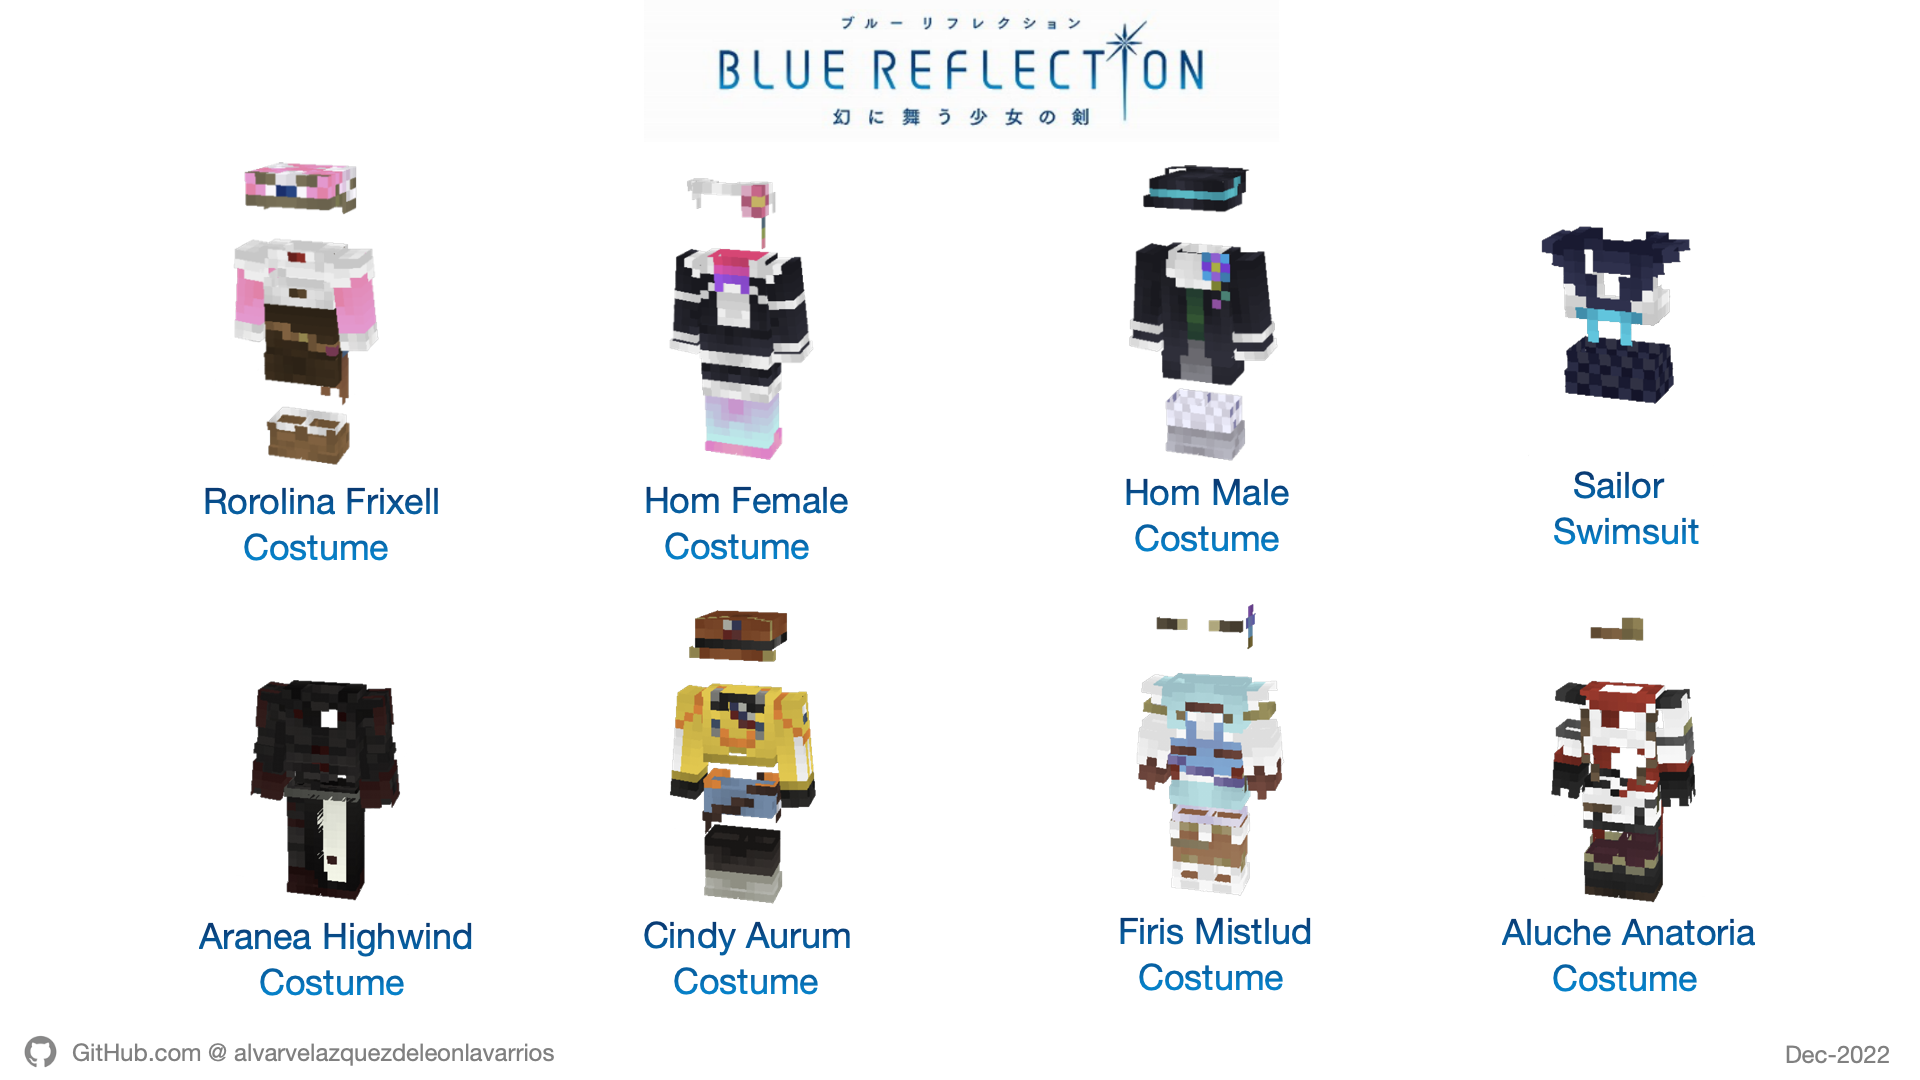 ブルーリフレクション
BLUE REFLECTION
幻に舞う少女の剣
Rorolina Frixell
Costume
Hom Female
Costume
Hom Male
Costume
Sailor
Swimsuit
Aranea Highwind
Costume
Cindy Aurum
Costume
Firis Mistlud
Costume
Aluche Anatoria
Costume
GitHub.com @ alvarvelazquezdeleonlavarrios
Dec-2022